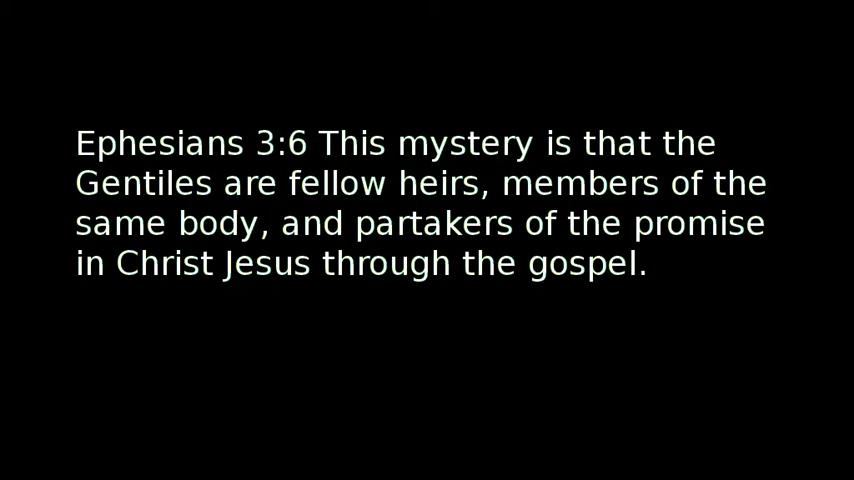 Ephesians 3:6 This mystery is that the
Gentiles are fellow heirs, members of the
same body, and partakers of the promise
in Christ Jesus through the gospel.